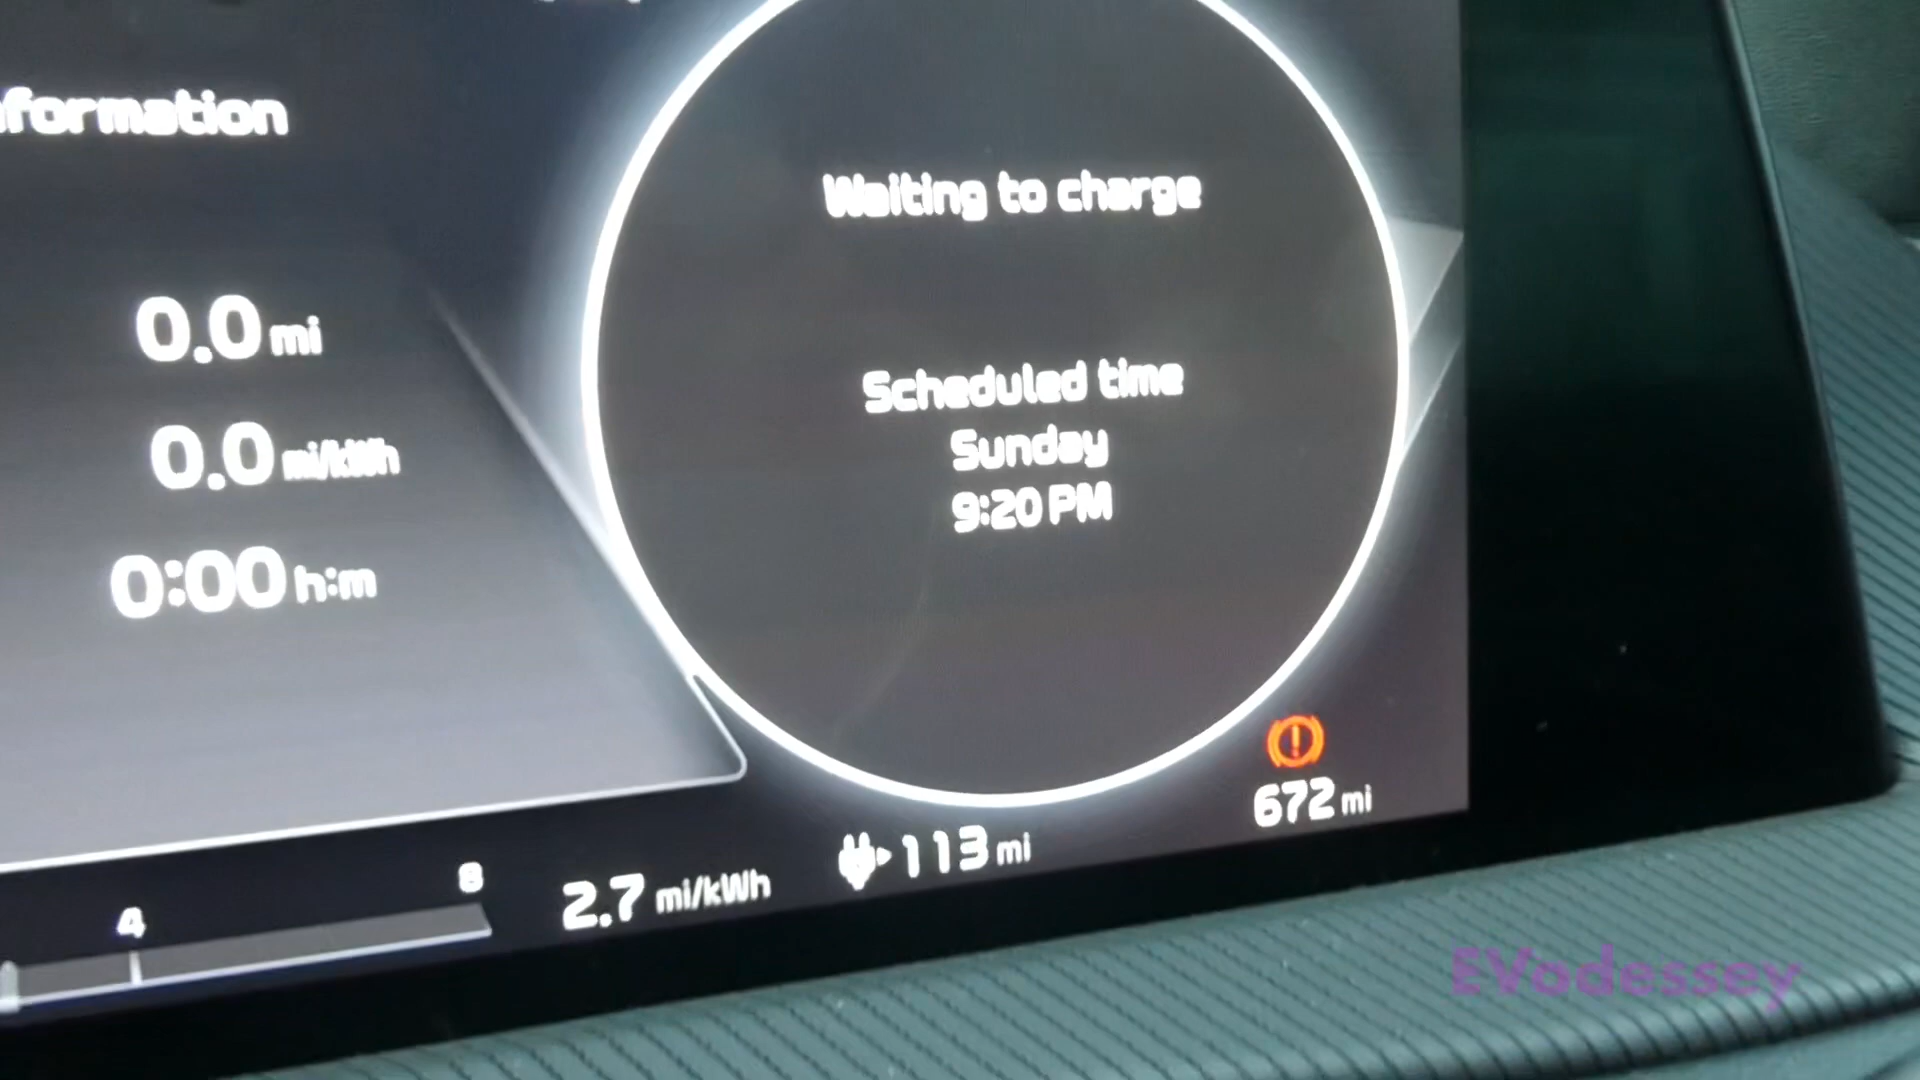 nformation
0.0 mi
0.0 mi/kWh
0:00 h:m
Waiting to charge
Scheduled time
Sunday
9:20 PM
672 mi
113 mi
2.7 mi/kWh
4 8
EVodessey